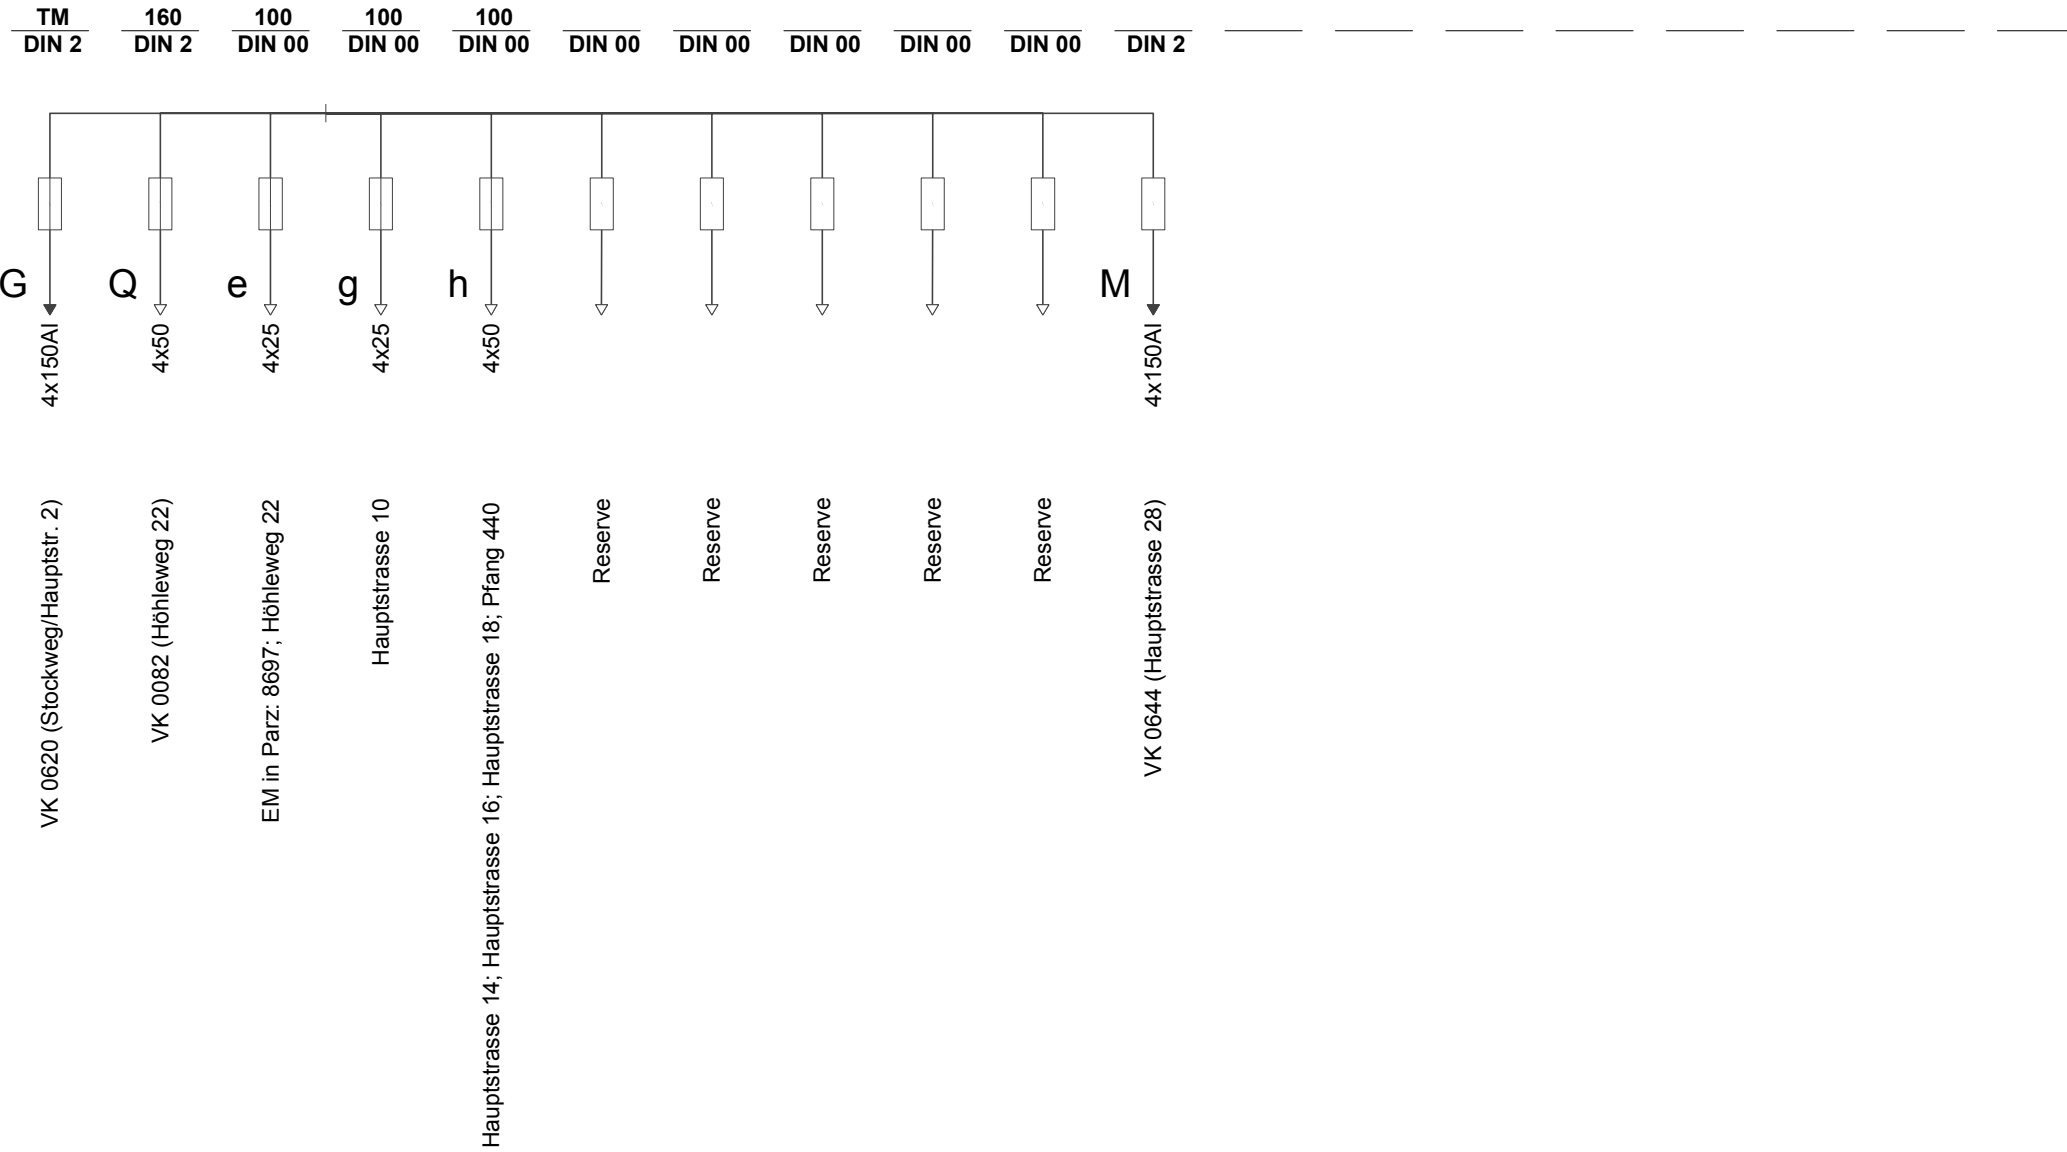 TM 160 100 100 100
DIN 2 DIN 2 DIN 00 DIN 00 DIN 00 DIN 00 DIN 00 DIN 00 DIN 00 DIN 00 DIN 2
G Q e g h M
4x150Al
4x50
4x25
4x25
4x50
4x150Al
VK 0620 (Stockweg/Hauptstr. 2)
VK 0082 (Höhleweg 22)
EM in Parz: 8697; Höhleweg 22
Hauptstrasse 10
Hauptstrasse 14; Hauptstrasse 16; Hauptstrasse 18; Pfang 440
Reserve
Reserve
Reserve
Reserve
Reserve
VK 0644 (Hauptstrasse 28)